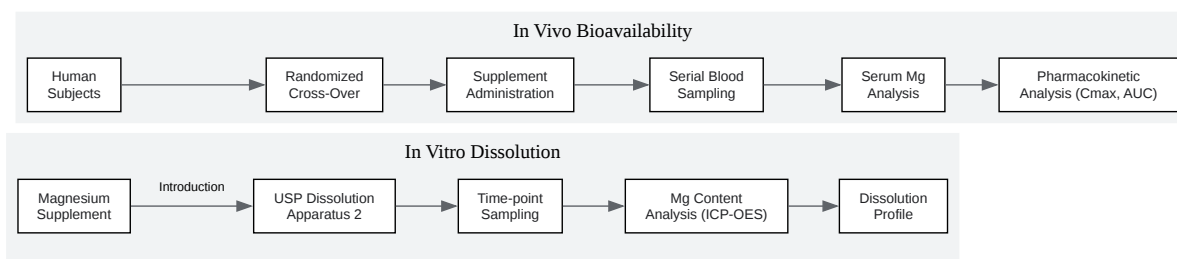 In Vivo Bioavailability
Human
Subjects
Randomized
Cross-Over
Supplement
Administration
Serial Blood
Sampling
Serum Mg
Analysis
Pharmacokinetic
Analysis (Cmax, AUC)
In Vitro Dissolution
Magnesium
Supplement
Introduction
USP Dissolution
Apparatus 2
Time-point
Sampling
Mg Content
Analysis (ICP-OES)
Dissolution
Profile